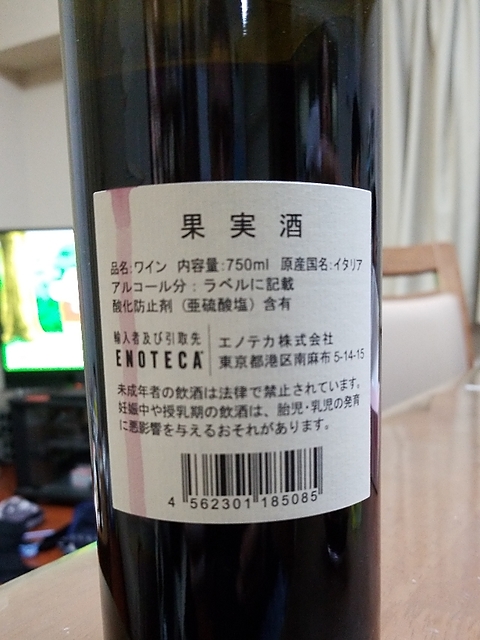 果実酒
品名:ワイン 内容量:750ml 原産国名:イタリア
アルコール分:ラベルに記載
酸化防止剤(亜硫酸塩)含有
輸入者及び引取先 エノテカ株式会社
ENOTECA 東京都港区南麻布5-14-15
未成年者の飲酒は法律で禁止されています。
妊娠中や授乳期の飲酒は、胎児・乳児の発育
に悪影響を与えるおそれがあります。
4 562301 185085